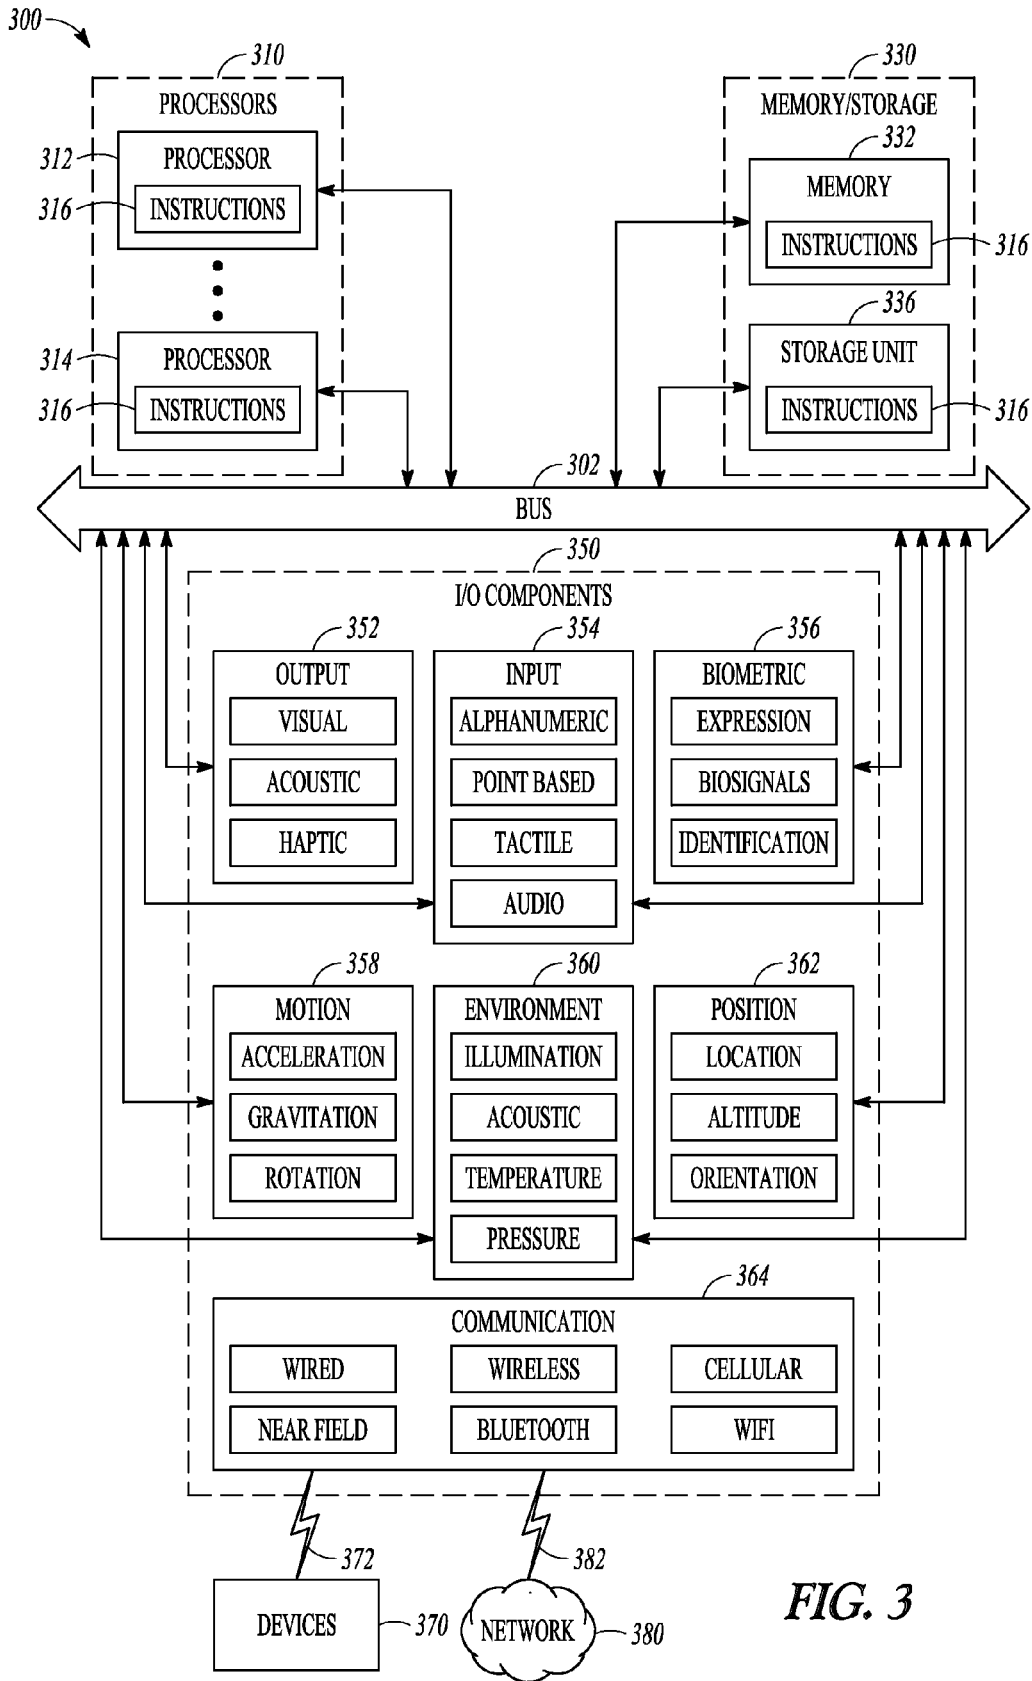 300
310
330
PROCESSORS
MEMORY/STORAGE
312
PROCESSOR
316
INSTRUCTIONS
332
MEMORY
INSTRUCTIONS
316
314
PROCESSOR
316
INSTRUCTIONS
336
STORAGE UNIT
INSTRUCTIONS
316
302
BUS
350
I/O COMPONENTS
352
OUTPUT
VISUAL
ACOUSTIC
HAPTIC
354
INPUT
ALPHANUMERIC
POINT BASED
TACTILE
AUDIO
356
BIOMETRIC
EXPRESSION
BIOSIGNALS
IDENTIFICATION
358
MOTION
ACCELERATION
GRAVITATION
ROTATION
360
ENVIRONMENT
ILLUMINATION
ACOUSTIC
TEMPERATURE
PRESSURE
362
POSITION
LOCATION
ALTITUDE
ORIENTATION
364
COMMUNICATION
WIRED
WIRELESS
CELLULAR
NEAR FIELD
BLUETOOTH
WIFI
372
382
DEVICES
370
NETWORK
380
FIG. 3